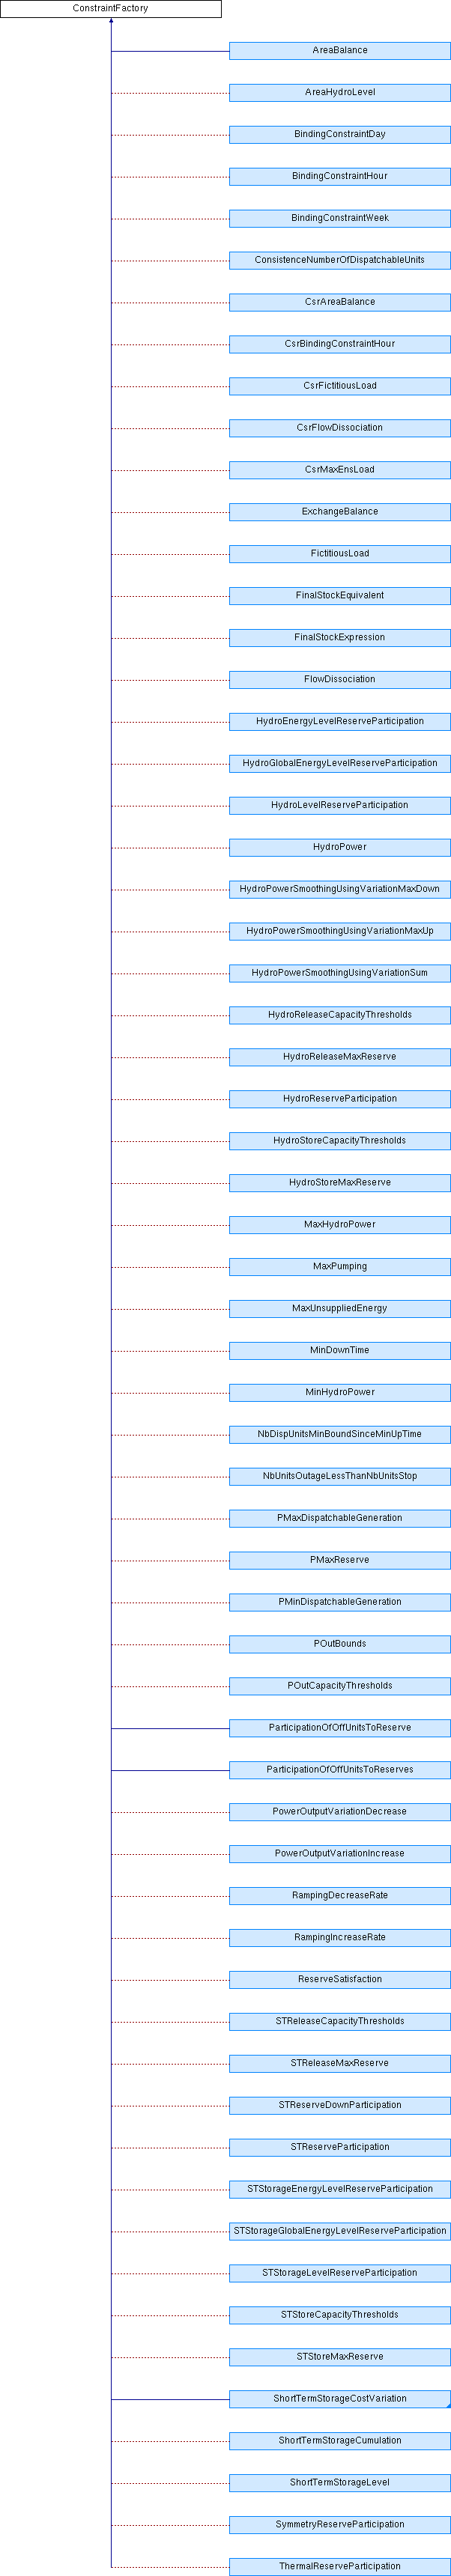 ConstraintFactory
AreaBalance
AreaHydroLevel
BindingConstraintDay
BindingConstraintHour
BindingConstraintWeek
ConsistenceNumberOfDispatchableUnits
CsrAreaBalance
CsrBindingConstraintHour
CsrFictitiousLoad
CsrFlowDissociation
CsrMaxEnsLoad
ExchangeBalance
FictitiousLoad
FinalStockEquivalent
FinalStockExpression
FlowDissociation
HydroEnergyLevelReserveParticipation
HydroGlobalEnergyLevelReserveParticipation
HydroLevelReserveParticipation
HydroPower
HydroPowerSmoothingUsingVariationMaxDown
HydroPowerSmoothingUsingVariationMaxUp
HydroPowerSmoothingUsingVariationSum
HydroReleaseCapacityThresholds
HydroReleaseMaxReserve
HydroReserveParticipation
HydroStoreCapacityThresholds
HydroStoreMaxReserve
MaxHydroPower
MaxPumping
MaxUnsuppliedEnergy
MinDownTime
MinHydroPower
NbDispUnitsMinBoundSinceMinUpTime
NbUnitsOutageLessThanNbUnitsStop
PMaxDispatchableGeneration
PMaxReserve
PMinDispatchableGeneration
POutBounds
POutCapacityThresholds
ParticipationOfOffUnitsToReserve
ParticipationOfOffUnitsToReserves
PowerOutputVariationDecrease
PowerOutputVariationIncrease
RampingDecreaseRate
RampingIncreaseRate
ReserveSatisfaction
STReleaseCapacityThresholds
STReleaseMaxReserve
STReserveDownParticipation
STReserveParticipation
STStorageEnergyLevelReserveParticipation
STStorageGlobalEnergyLevelReserveParticipation
STStorageLevelReserveParticipation
STStoreCapacityThresholds
STStoreMaxReserve
ShortTermStorageCostVariation
ShortTermStorageCumulation
ShortTermStorageLevel
SymmetryReserveParticipation
ThermalReserveParticipation